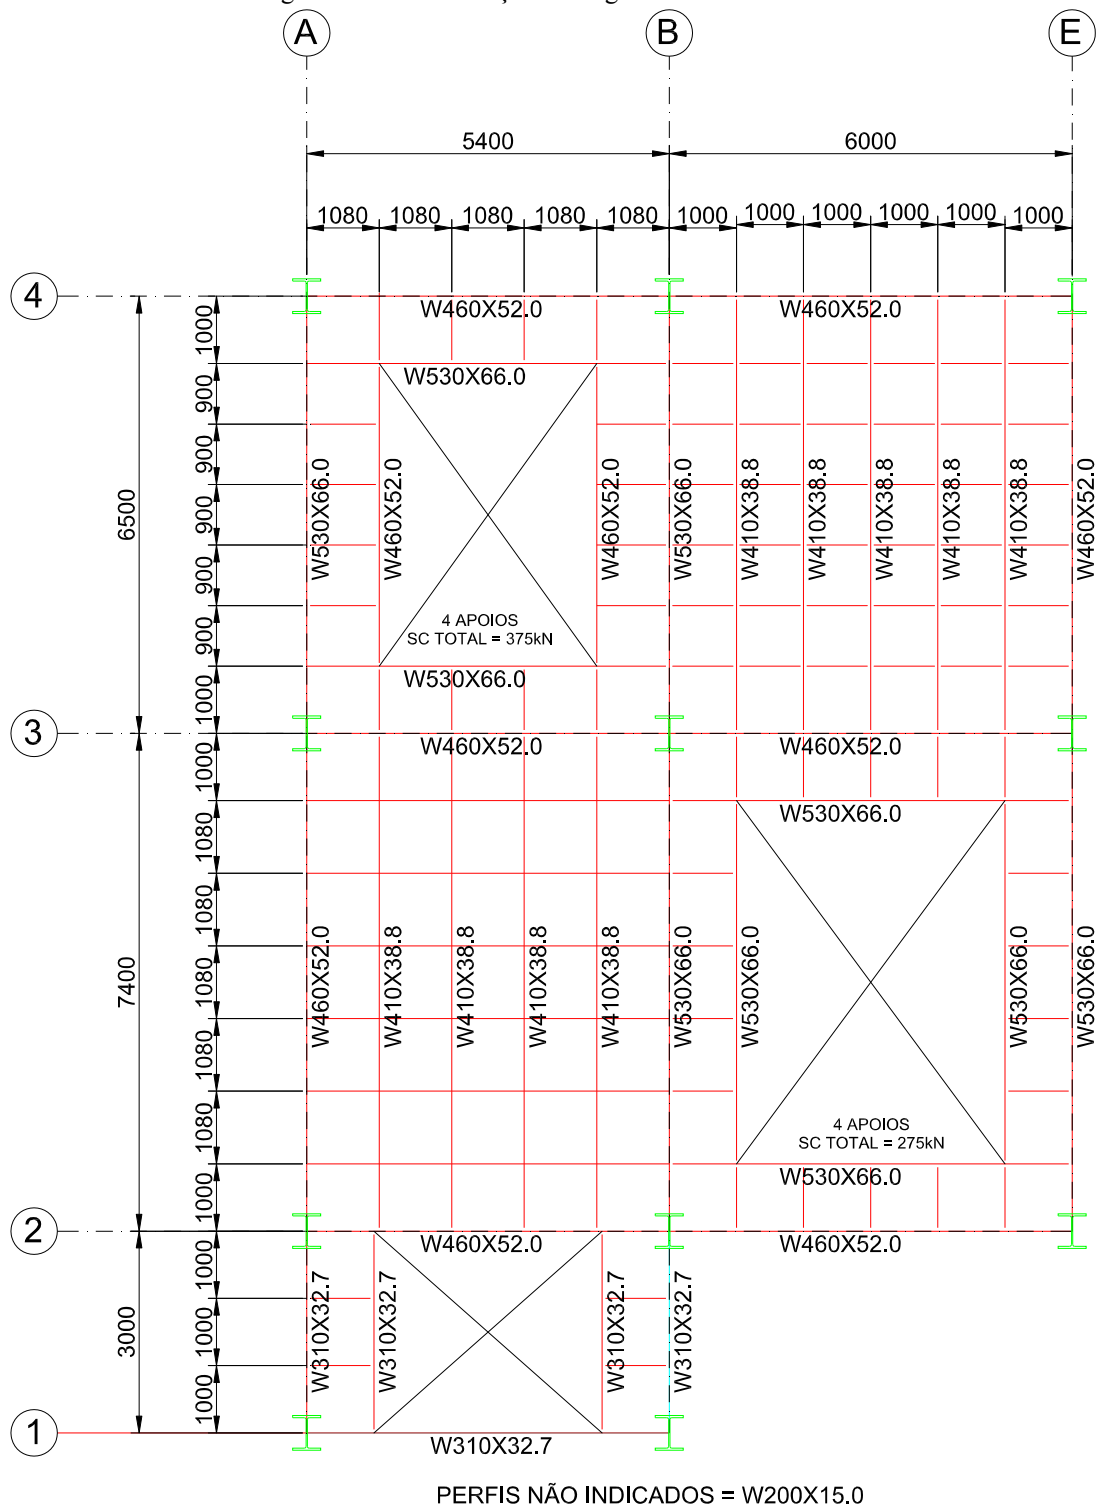 A B E
5400 6000
1080 1080 1080 1080 1080 1000 1000 1000 1000 1000 1000
4
W460X52.0 W460X52.0
1000
W530X66.0
900
900
900
900
900
1000
6500
W530X66.0 W460X52.0 W460X52.0 W530X66.0 W410X38.8 W410X38.8 W410X38.8 W410X38.8 W410X38.8 W460X52.0
4 APOIOS
SC TOTAL = 375kN
W530X66.0
3
W460X52.0 W460X52.0
1000
W530X66.0
1080
1080
1080
1080
1080
1000
7400
W460X52.0 W410X38.8 W410X38.8 W410X38.8 W410X38.8 W530X66.0 W530X66.0 W530X66.0 W530X66.0
4 APOIOS
SC TOTAL = 275kN
W530X66.0
2
W460X52.0 W460X52.0
1000
1000
1000
3000
W310X32.7 W310X32.7 W310X32.7 W310X32.7
1
W310X32.7
PERFIS NÃO INDICADOS = W200X15.0